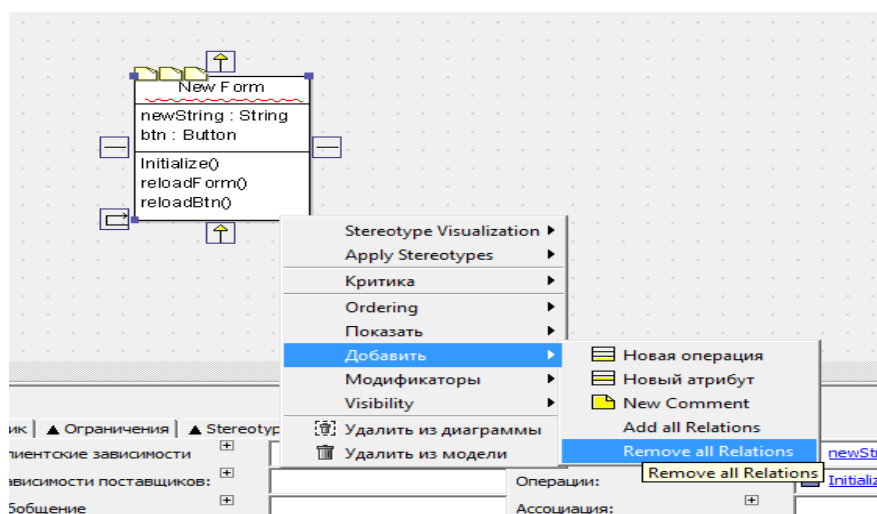 New Form
newString : String
btn : Button
Initialize()
reloadForm()
reloadBtn()
Stereotype Visualization
Apply Stereotypes
Критика
Ordering
Показать
Добавить
Модификаторы
Visibility
Удалить из диаграммы
Удалить из модели
Новая операция
Новый атрибут
New Comment
Add all Relations
Remove all Relations
Remove all Relations
ик ▲ Ограничения ▲ Stereotyp
лиентские зависимости
ависимости поставщиков:
бобщение
Операции:
Ассоциация:
newStr
Initializ